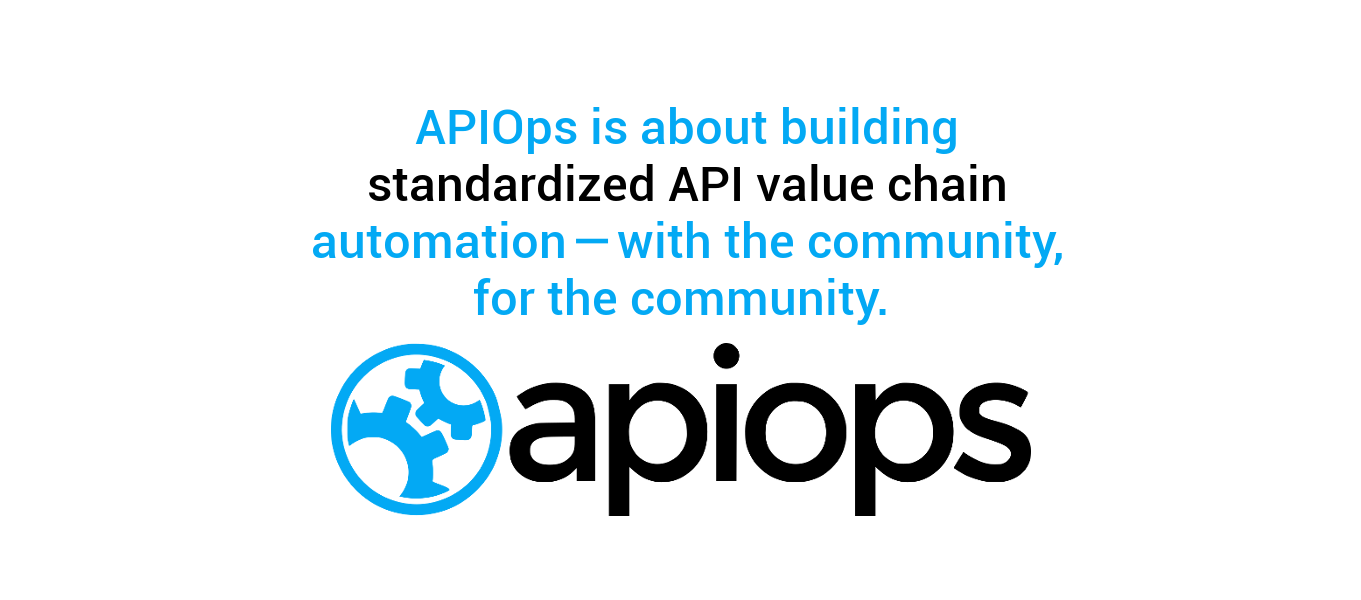 APIOps is about building
standardized API value chain
automation — with the community,
for the community.
apiops